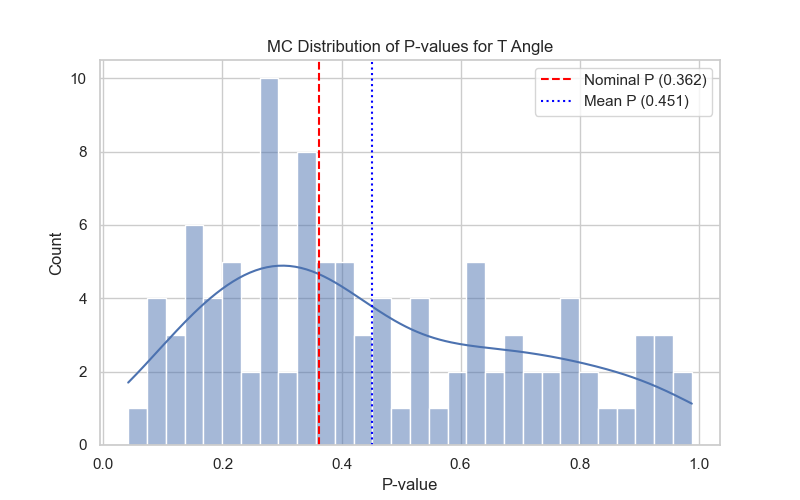 MC Distribution of P-values for T Angle
Nominal P (0.362)
Mean P (0.451)
Count
10
8
6
4
2
0
0.0 0.2 0.4 0.6 0.8 1.0
P-value